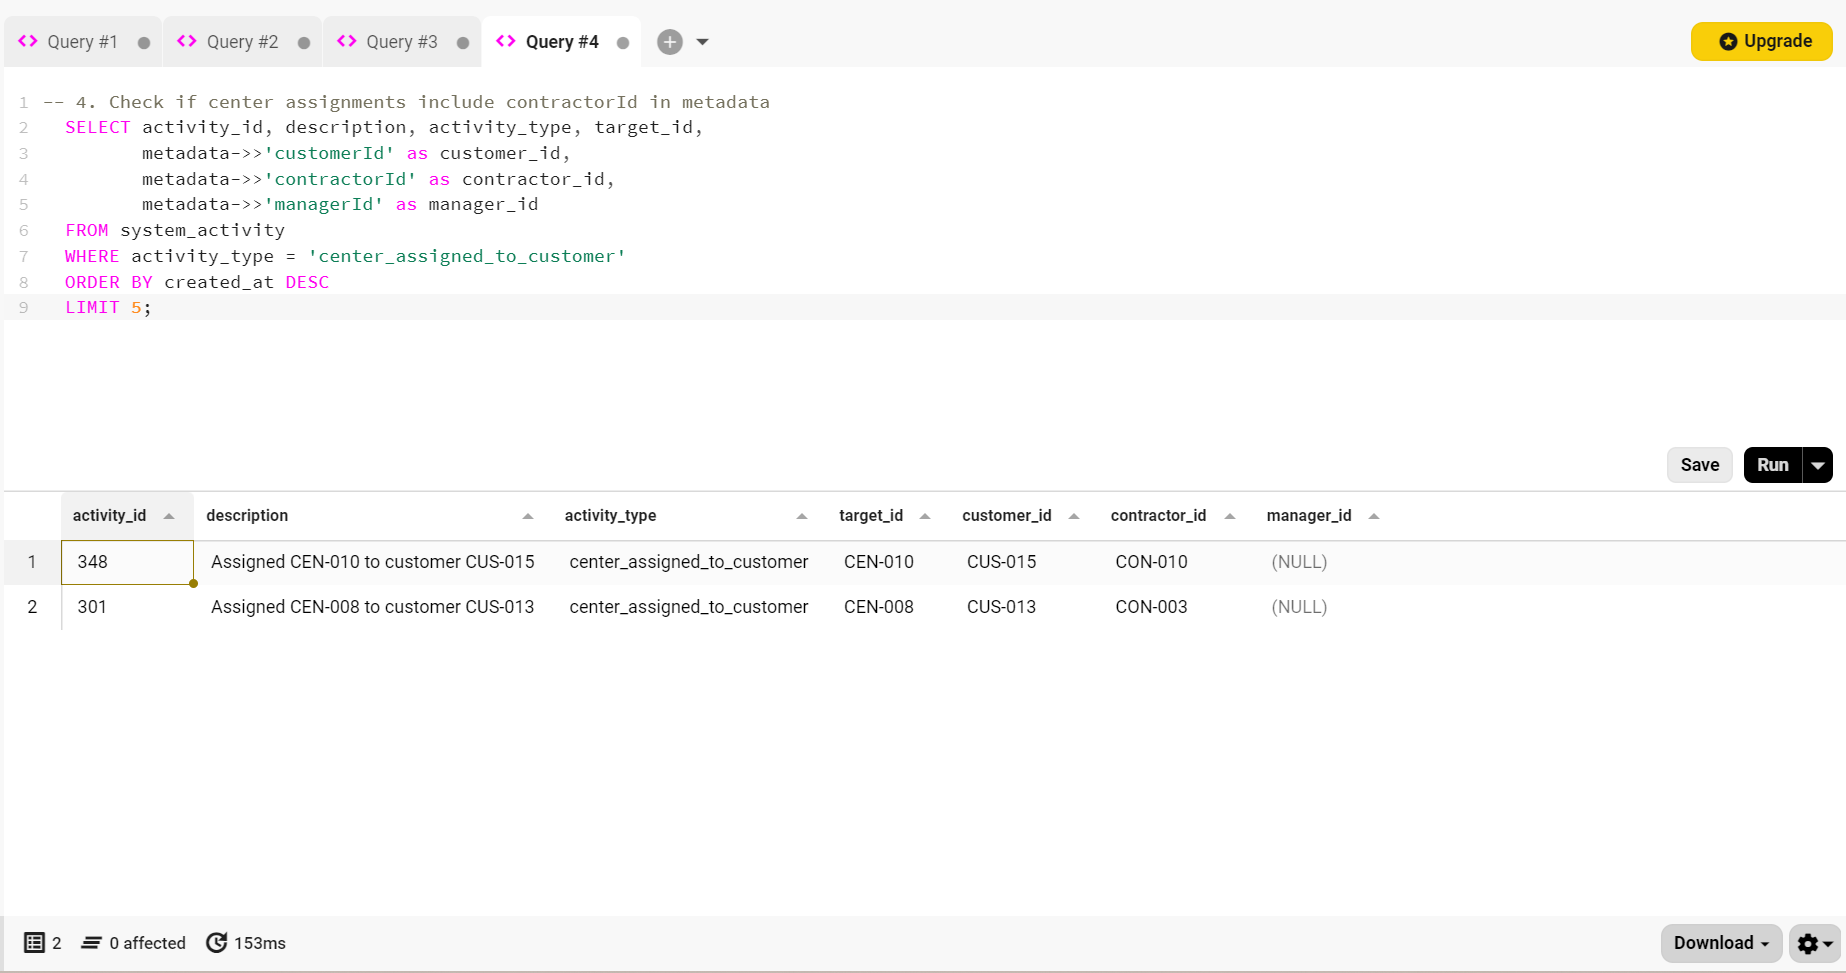 Query #1 Query #2 Query #3 Query #4 Upgrade
1 -- 4. Check if center assignments include contractorId in metadata
2 SELECT activity_id, description, activity_type, target_id,
3 metadata->>'customerId' as customer_id,
4 metadata->>'contractorId' as contractor_id,
5 metadata->>'managerId' as manager_id
6 FROM system_activity
7 WHERE activity_type = 'center_assigned_to_customer'
8 ORDER BY created_at DESC
9 LIMIT 5;
Save Run
activity_id description activity_type target_id customer_id contractor_id manager_id
1 348 Assigned CEN-010 to customer CUS-015 center_assigned_to_customer CEN-010 CUS-015 CON-010 (NULL)
2 301 Assigned CEN-008 to customer CUS-013 center_assigned_to_customer CEN-008 CUS-013 CON-003 (NULL)
2 0 affected 153ms Download